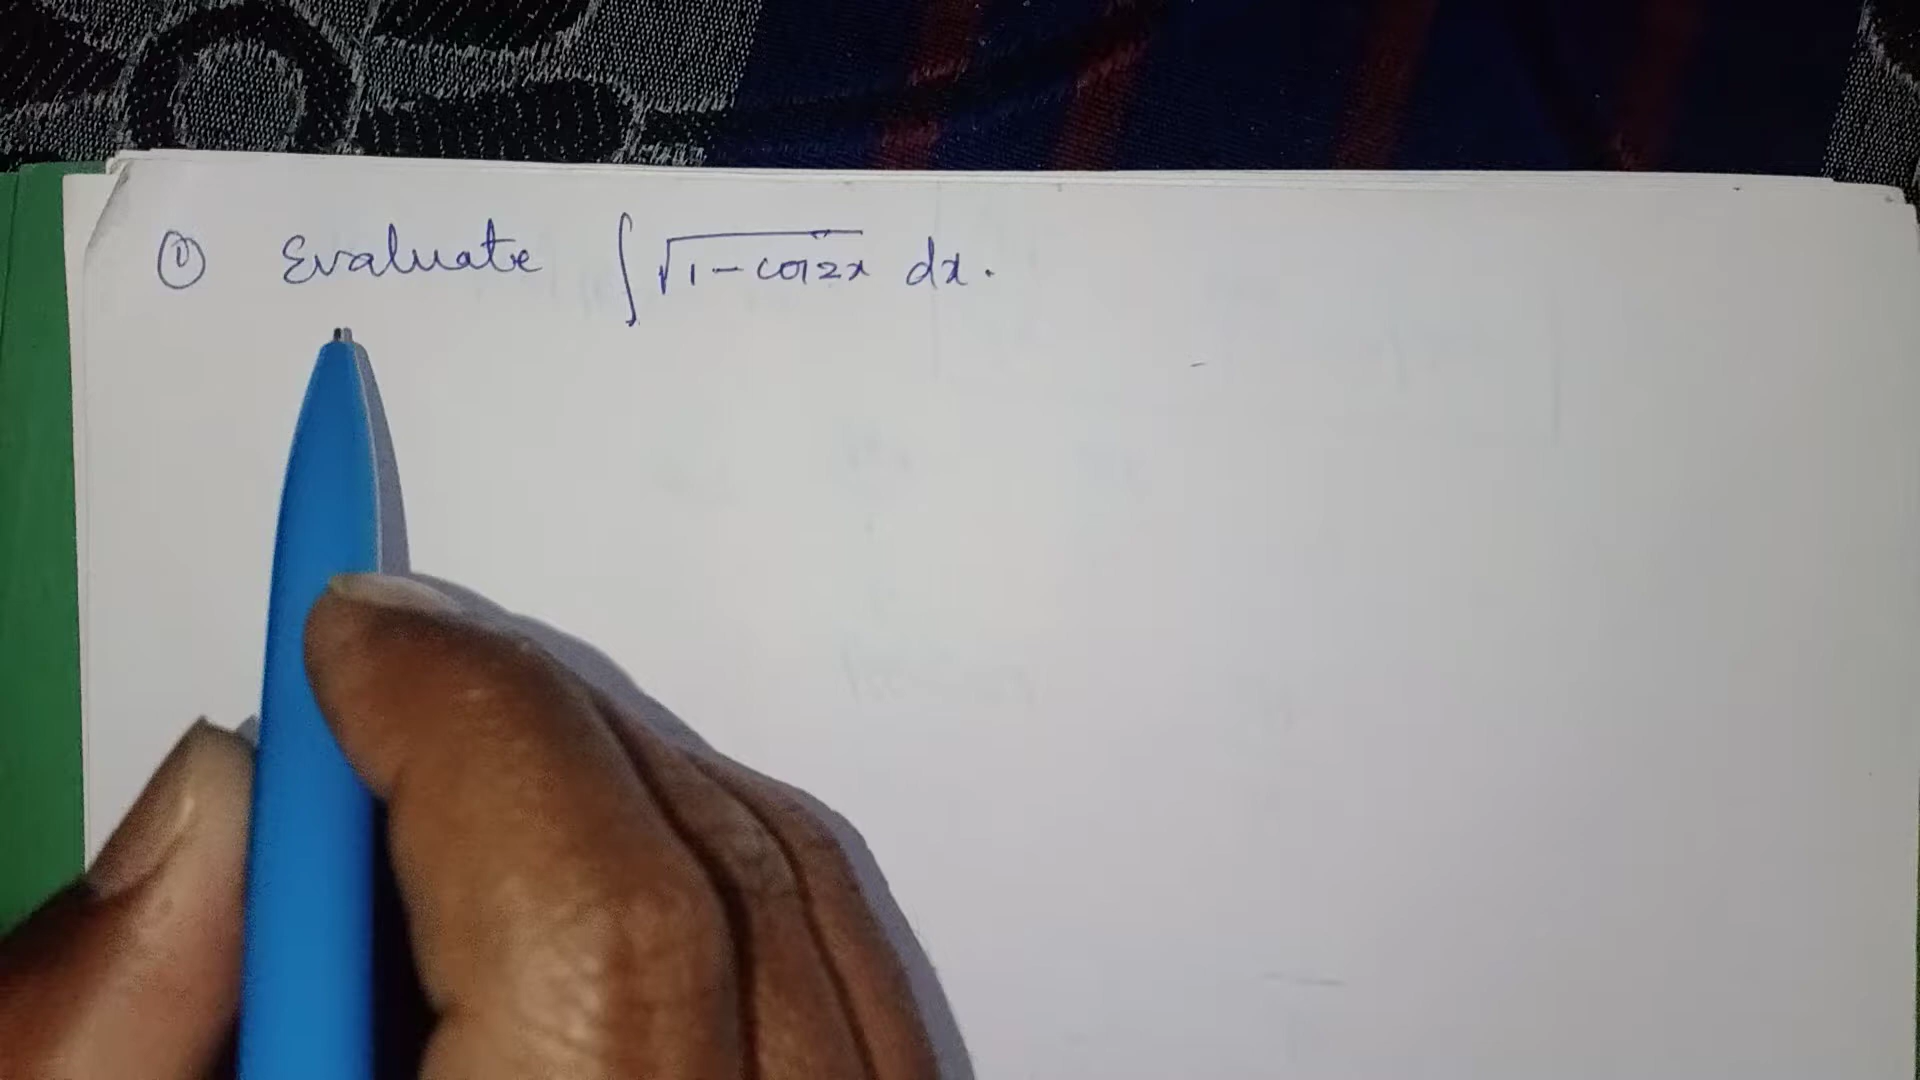 ① Evaluate ∫√1-cos2x dx.